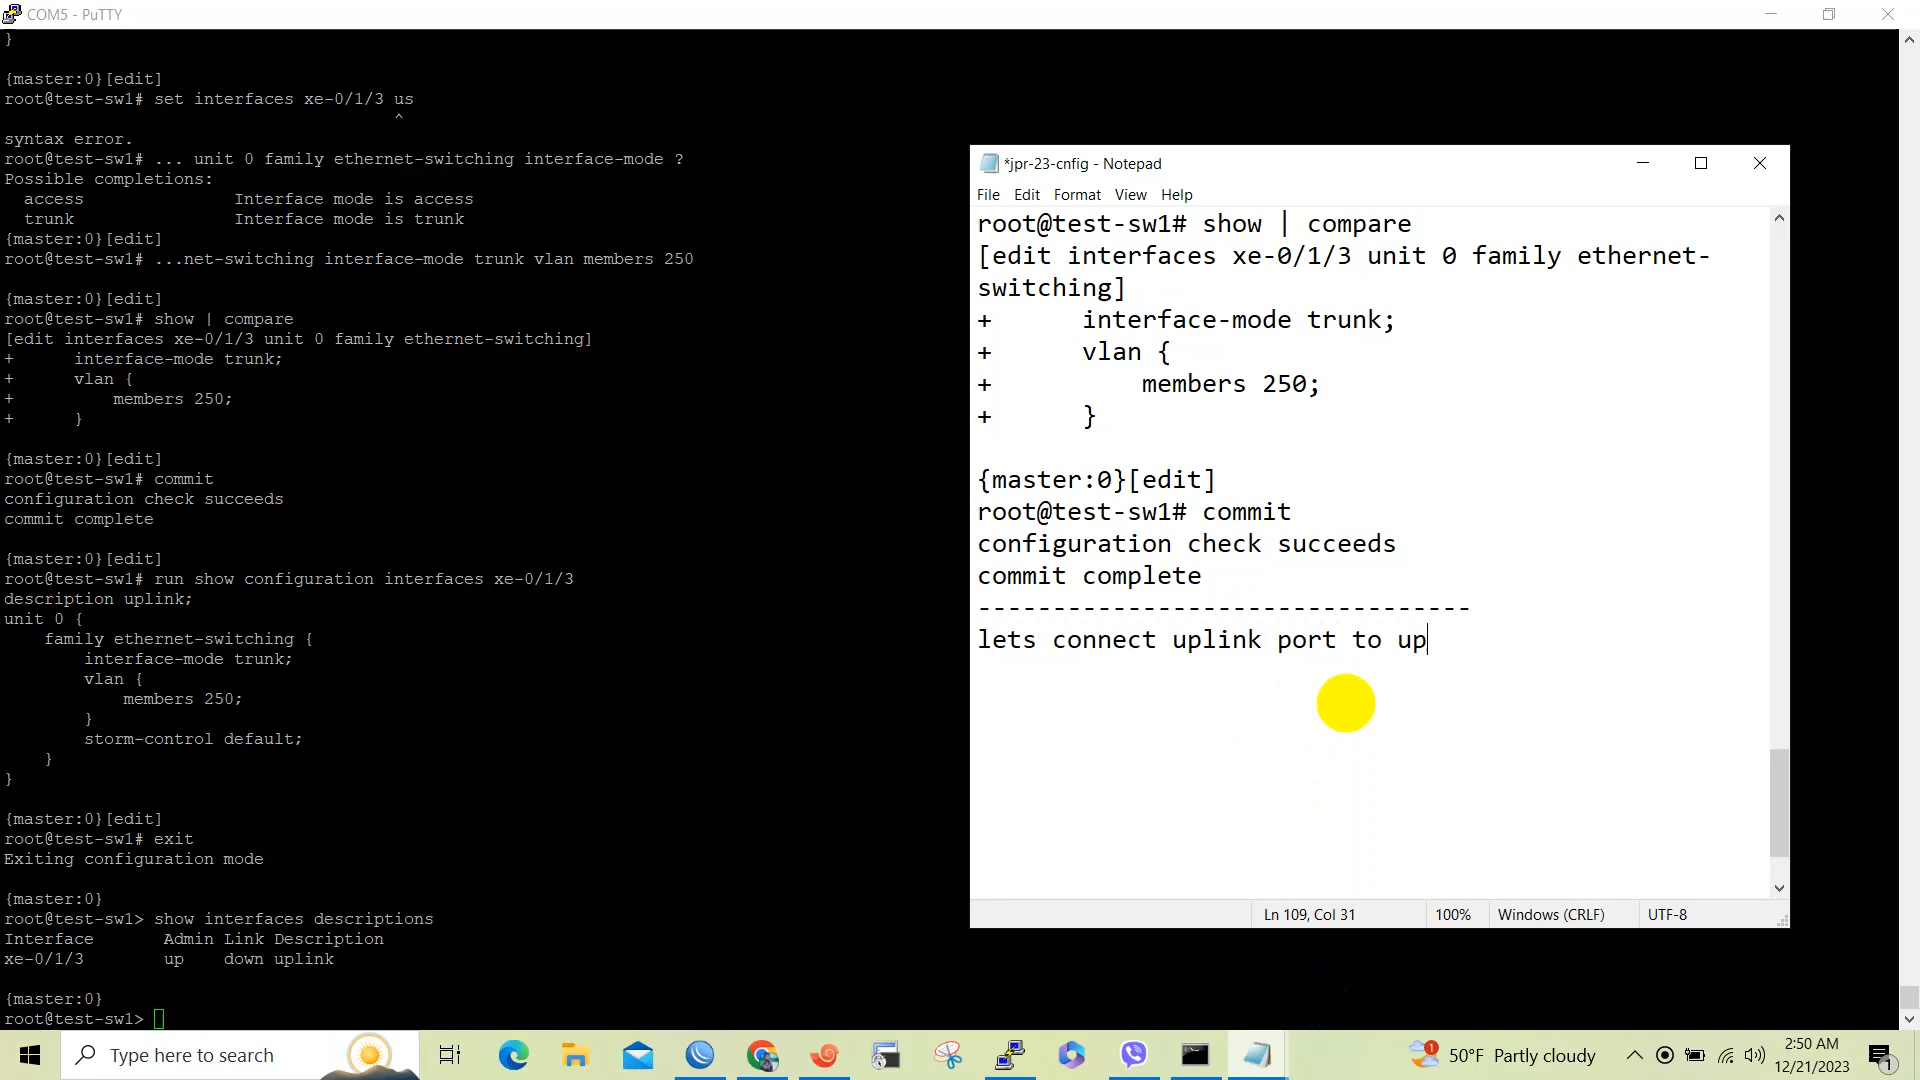 COM5 - PuTTY
}
{master:0}[edit]
root@test-sw1# set interfaces xe-0/1/3 us
^
syntax error.
root@test-sw1# ... unit 0 family ethernet-switching interface-mode ?
Possible completions:
access Interface mode is access
trunk Interface mode is trunk
{master:0}[edit]
root@test-sw1# ...net-switching interface-mode trunk vlan members 250
{master:0}[edit]
root@test-sw1# show | compare
[edit interfaces xe-0/1/3 unit 0 family ethernet-switching]
+ interface-mode trunk;
+ vlan {
+ members 250;
+ }
{master:0}[edit]
root@test-sw1# commit
configuration check succeeds
commit complete
{master:0}[edit]
root@test-sw1# run show configuration interfaces xe-0/1/3
description uplink;
unit 0 {
family ethernet-switching {
interface-mode trunk;
vlan {
members 250;
}
storm-control default;
}
}
{master:0}[edit]
root@test-sw1# exit
Exiting configuration mode
{master:0}
root@test-sw1> show interfaces descriptions
Interface Admin Link Description
xe-0/1/3 up down uplink
{master:0}
root@test-sw1>
*jpr-23-cnfig - Notepad
File Edit Format View Help
root@test-sw1# show | compare
[edit interfaces xe-0/1/3 unit 0 family ethernet-
switching]
+ interface-mode trunk;
+ vlan {
+ members 250;
+ }
{master:0}[edit]
root@test-sw1# commit
configuration check succeeds
commit complete
---------------------------------
lets connect uplink port to up
Ln 109, Col 31 100% Windows (CRLF) UTF-8
Type here to search
1
50°F Partly cloudy
2:50 AM
12/21/2023
1